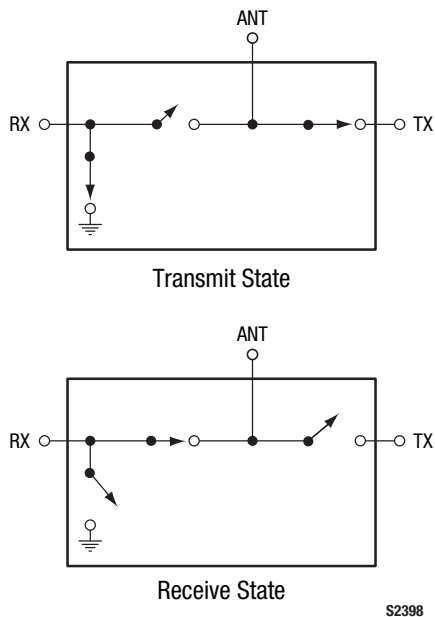 ANT
RX
TX
Transmit State
ANT
RX
TX
Receive State
S2398